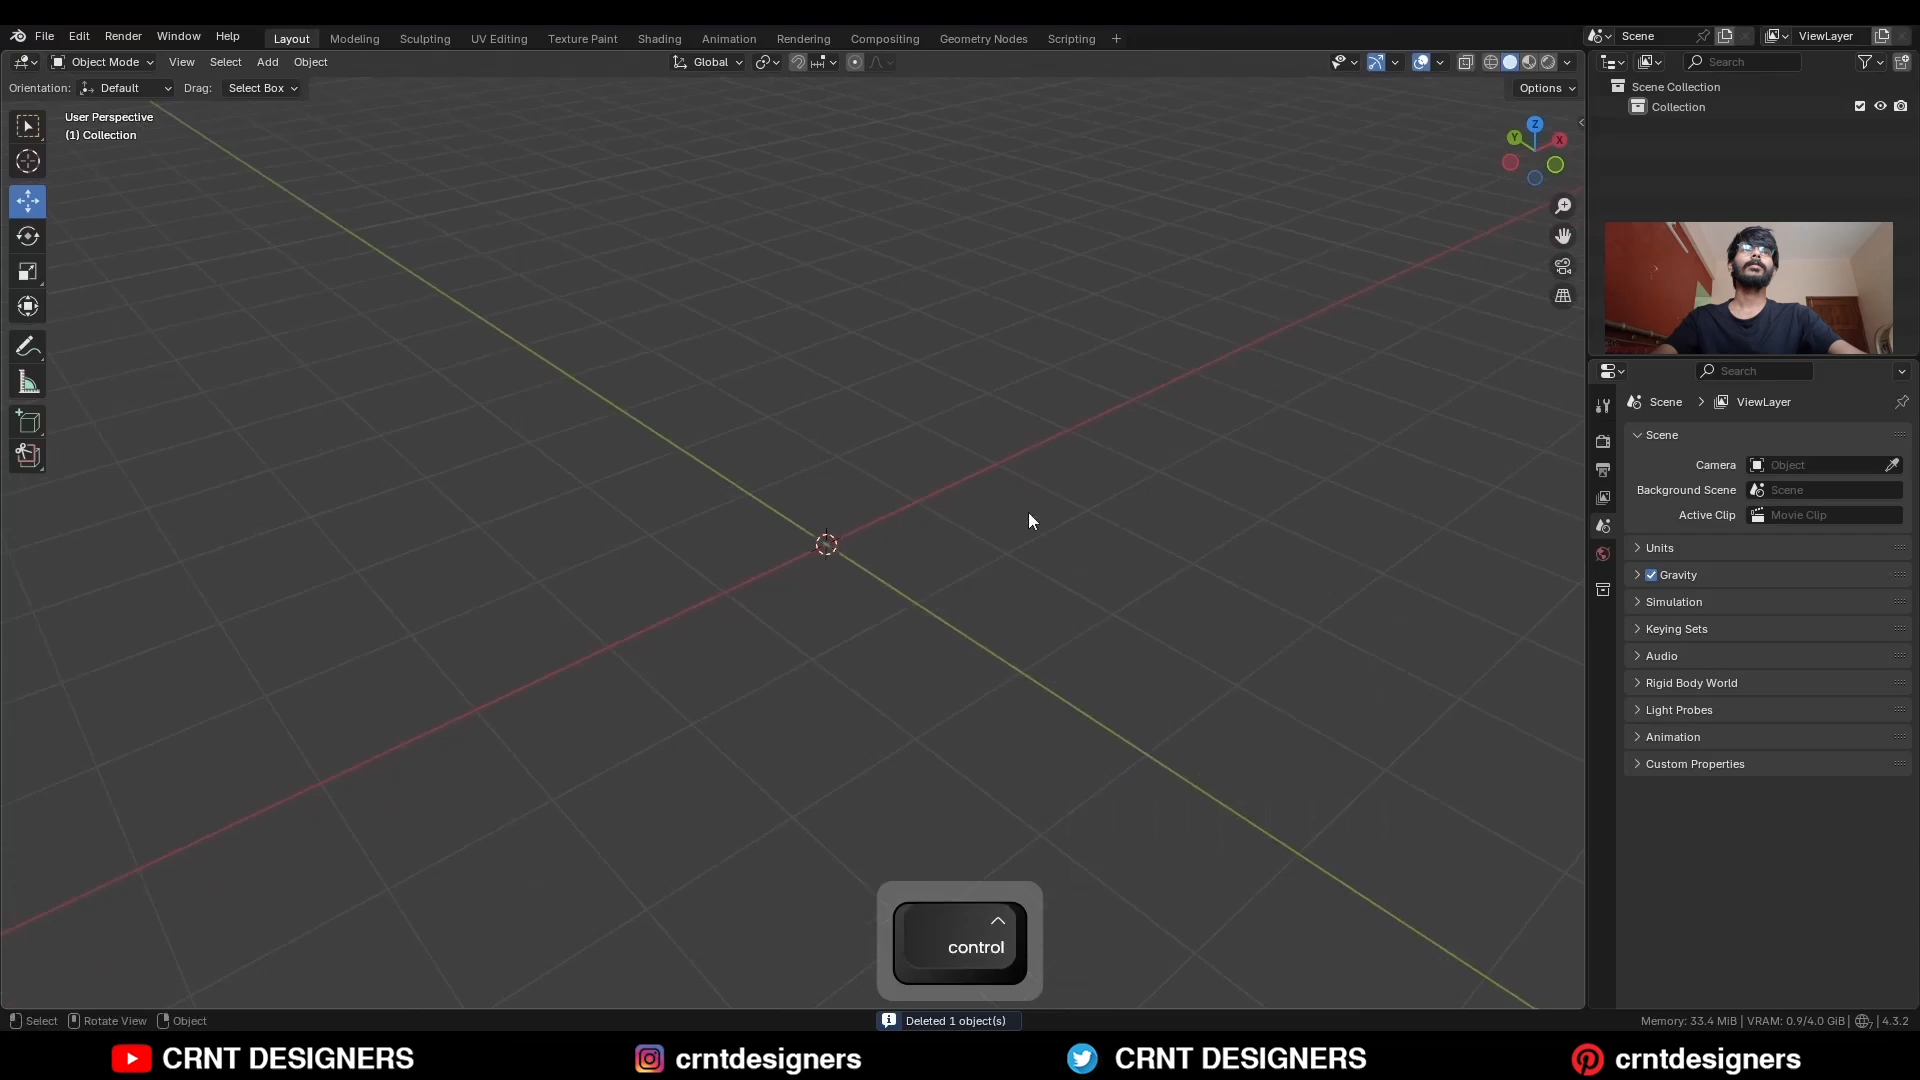 File Edit Render Window Help Layout Modeling Sculpting UV Editing Texture Paint Shading Animation Rendering Compositing Geometry Nodes Scripting + Scene ViewLayer
Object Mode View Select Add Object Global Search
Orientation: Default Drag: Select Box Options
Scene Collection
Collection
User Perspective
(1) Collection
Z
Y
X
Search
Scene ViewLayer
Scene
Camera Object
Background Scene Scene
Active Clip Movie Clip
Units
Gravity
Simulation
Keying Sets
Audio
Rigid Body World
Light Probes
Animation
Custom Properties
control
Select Rotate View Object Deleted 1 object(s) Memory: 33.4 MiB | VRAM: 0.9/4.0 GiB | 7 4.3.2
CRNT DESIGNERS crntdesigners CRNT DESIGNERS crntdesigners